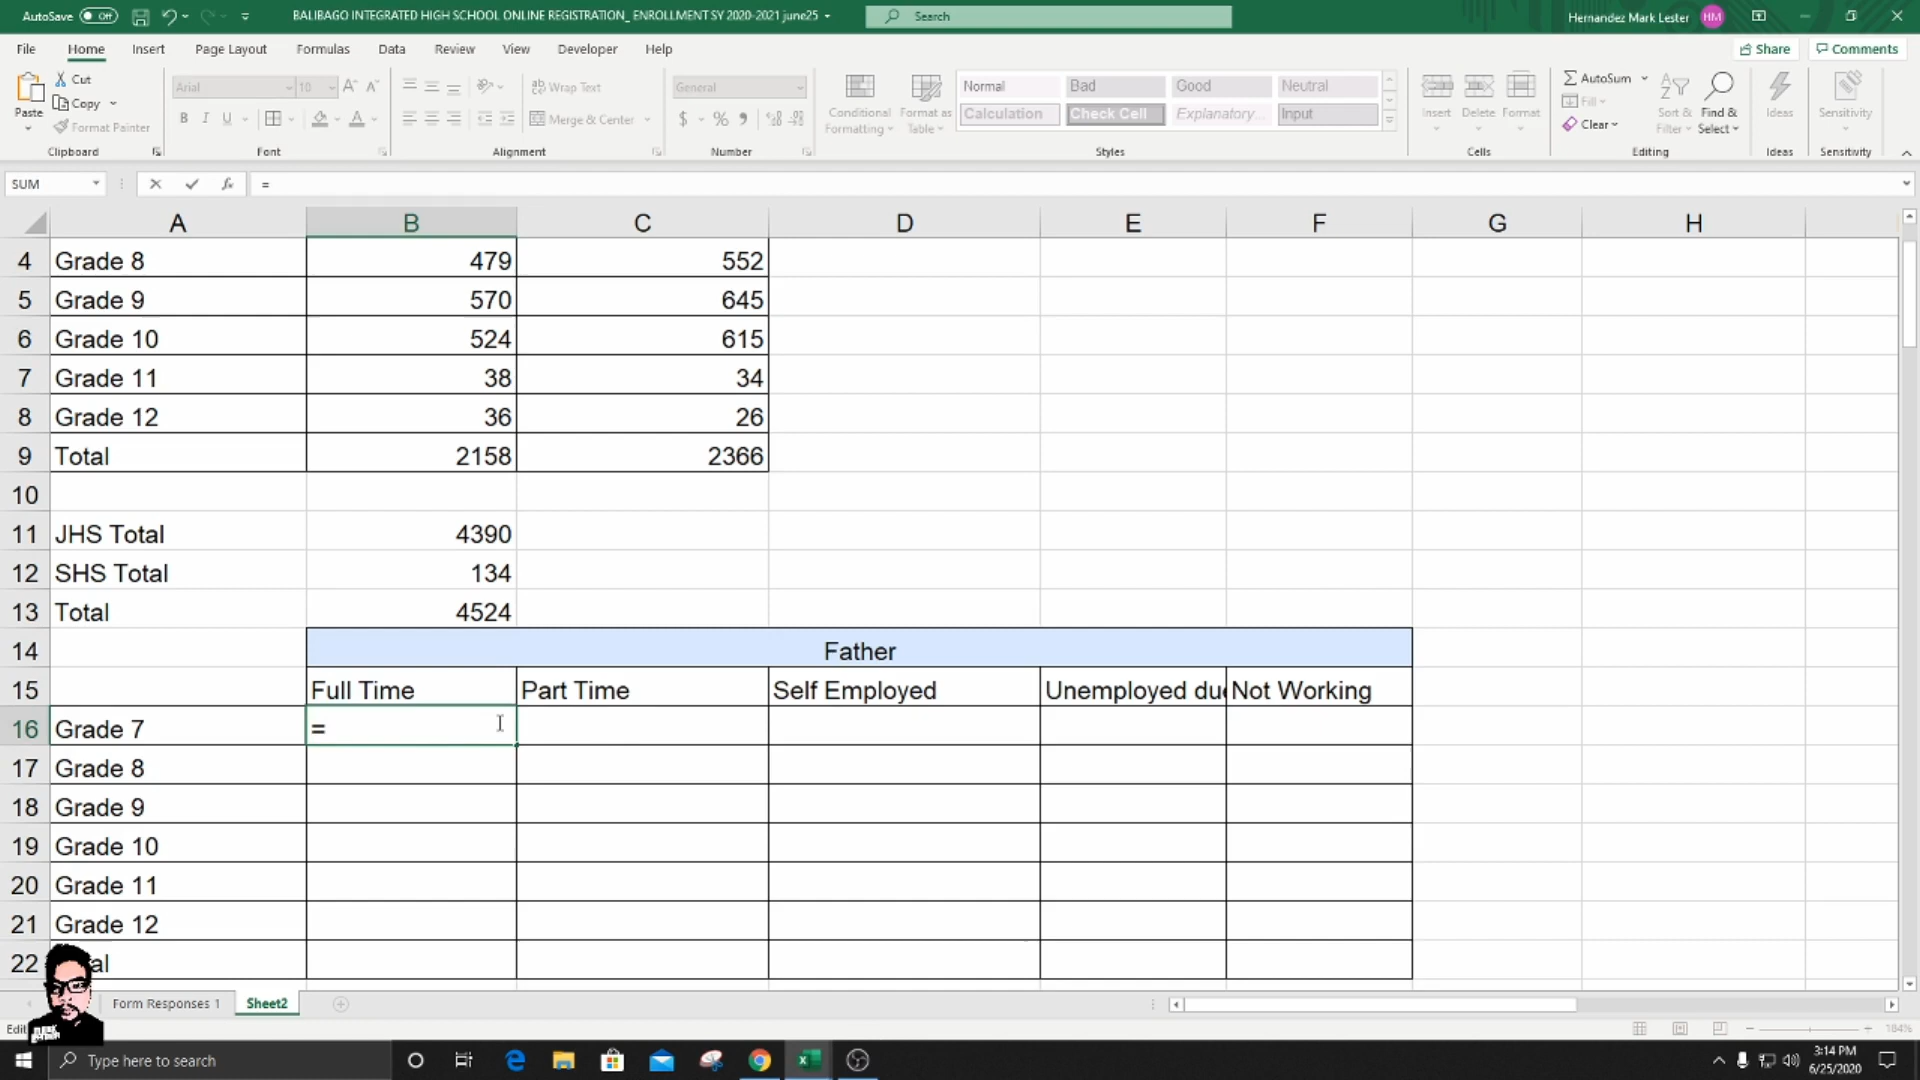 AutoSave Off BALIBAGO INTEGRATED HIGH SCHOOL ONLINE REGISTRATION_ ENROLLMENT SY 2020-2021 june25 Search Hernandez Mark Lester HM
File Home Insert Page Layout Formulas Data Review View Developer Help Share Comments
Paste Cut Copy Format Painter
Arial 10 B I U
Wrap Text Merge & Center
General $ %
Conditional Formatting Format as Table
Normal Bad Good Neutral
Calculation Check Cell Explanatory... Input
Insert Delete Format
AutoSum Fill Clear Sort & Filter Find & Select
Ideas Sensitivity
Clipboard Font Alignment Number Styles Cells Editing Ideas Sensitivity
SUM fx =
A B C D E F G H
4 Grade 8 479 552
5 Grade 9 570 645
6 Grade 10 524 615
7 Grade 11 38 34
8 Grade 12 36 26
9 Total 2158 2366
10
11 JHS Total 4390
12 SHS Total 134
13 Total 4524
14 Father
15 Full Time Part Time Self Employed Unemployed du Not Working
16 Grade 7 =
17 Grade 8
18 Grade 9
19 Grade 10
20 Grade 11
21 Grade 12
22
Form Responses 1 Sheet2
184%
Type here to search
3:14 PM
6/25/2020